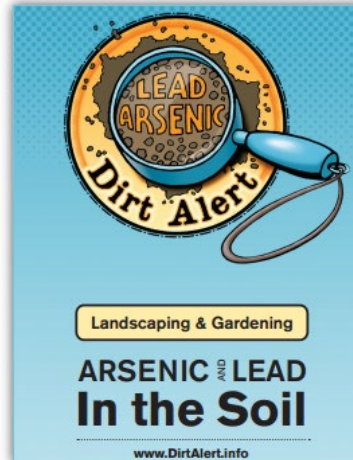 LEAD
ARSENIC
Dirt Alert
Landscaping & Gardening
ARSENIC AND LEAD
In the Soil
www.DirtAlert.info